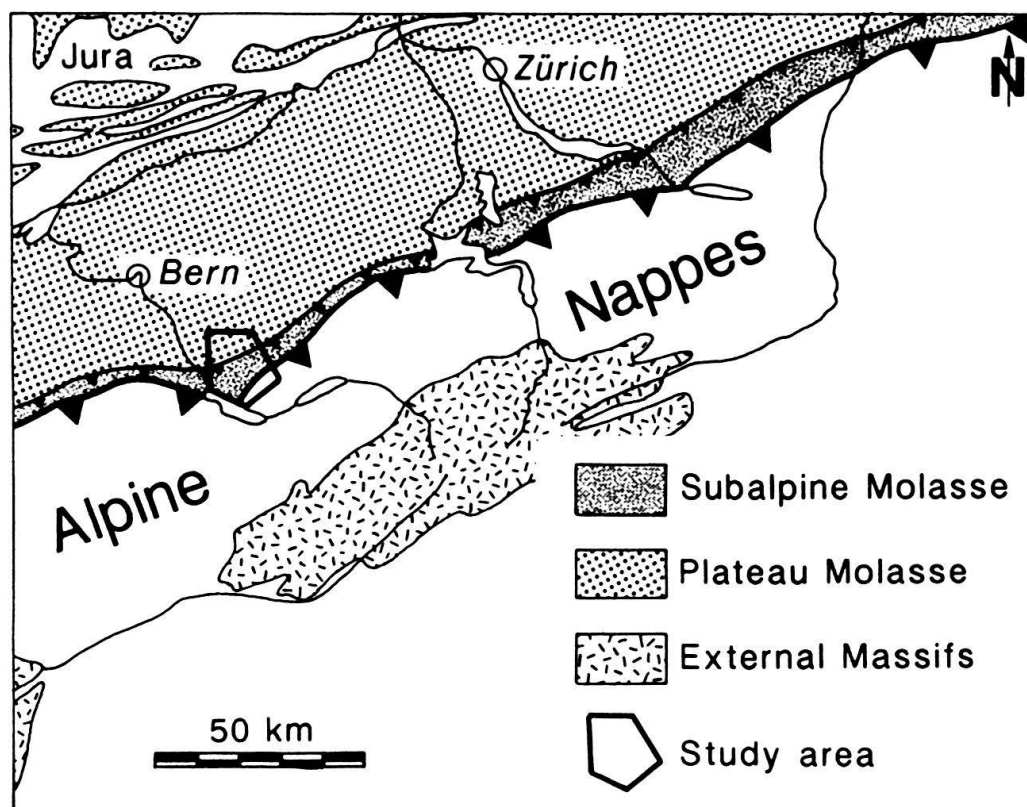 Jura
Zürich
N
Bern
Nappes
Alpine
Subalpine Molasse
Plateau Molasse
External Massifs
50 km
Study area